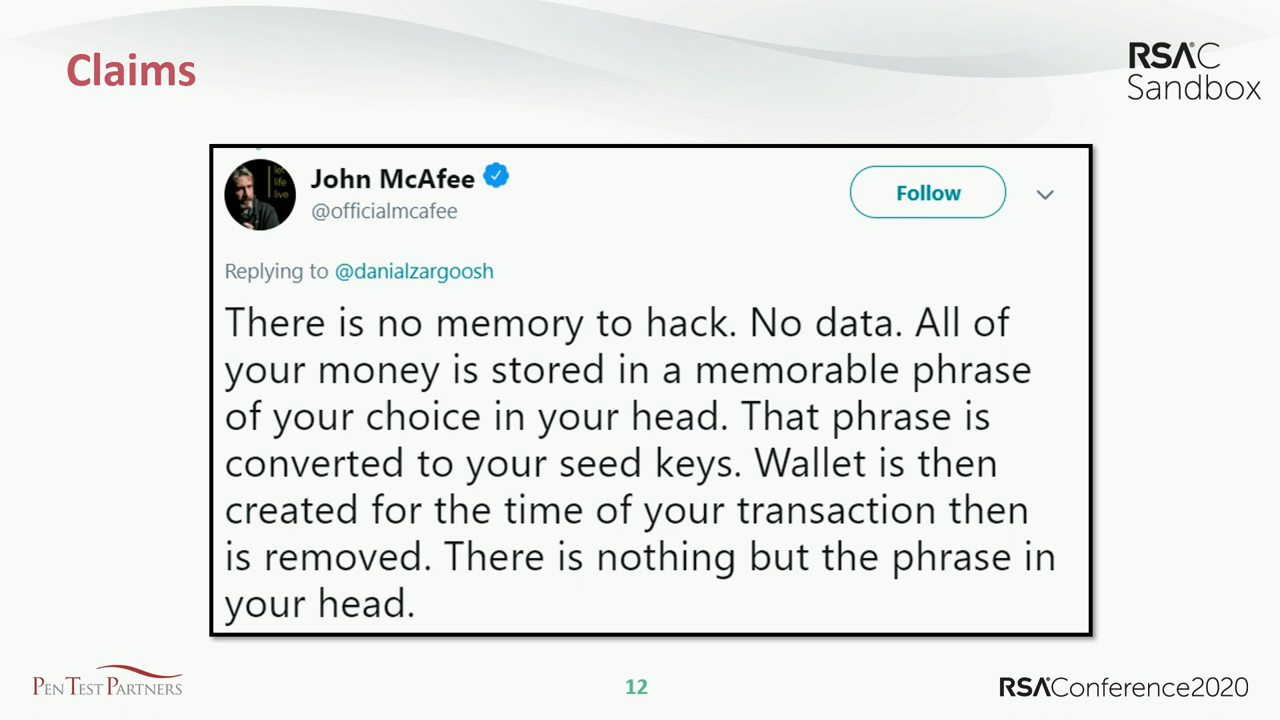 Claims
RSAC
Sandbox
John McAfee
@officialmcafee
Follow
Replying to @danialzargoosh
There is no memory to hack. No data. All of
your money is stored in a memorable phrase
of your choice in your head. That phrase is
converted to your seed keys. Wallet is then
created for the time of your transaction then
is removed. There is nothing but the phrase in
your head.
PEN TEST PARTNERS
12
RSAConference2020